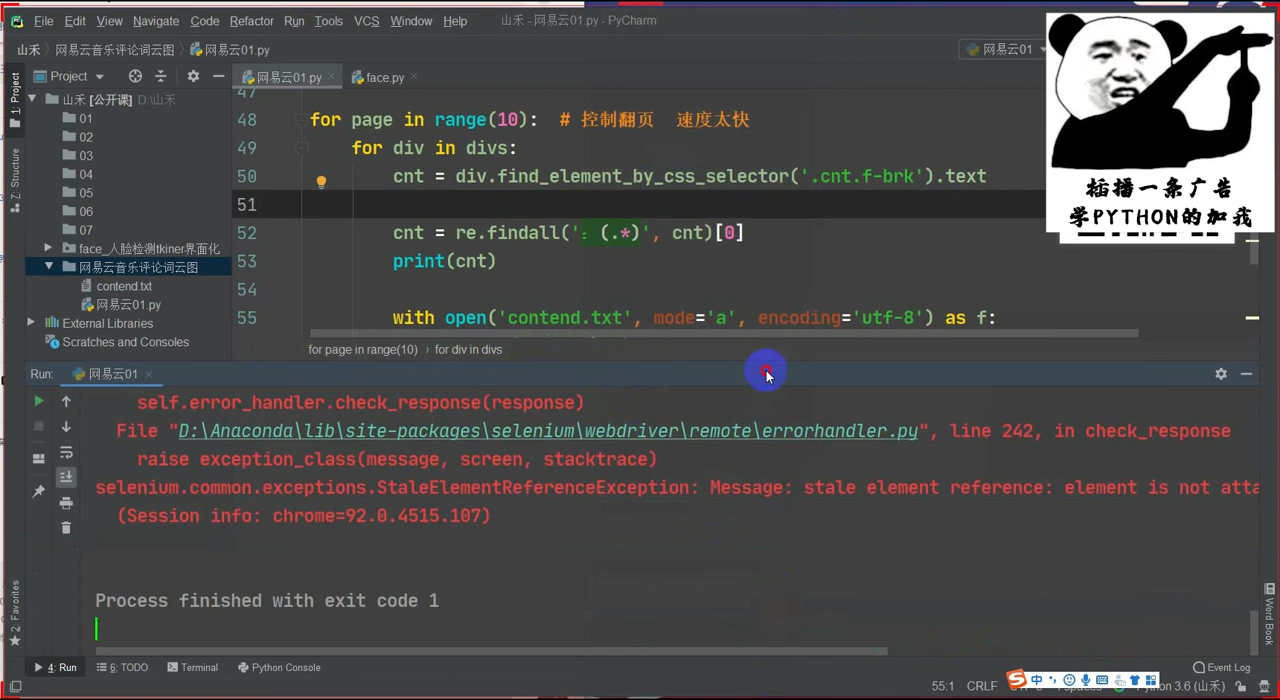 File Edit View Navigate Code Refactor Run Tools VCS Window Help 山禾 - 网易云01.py - PyCharm
山禾 网易云音乐评论词云图 网易云01.py 网易云01
Project 网易云01.py face.py
1: Project
山禾 [公开课] D:\山禾
01
02
03
04
05
06
07
face_人脸检测tkiner界面化
网易云音乐评论词云图
contend.txt
网易云01.py
External Libraries
Scratches and Consoles
Z: Structure
47
48 for page in range(10): # 控制翻页 速度太快
49 for div in divs:
50 cnt = div.find_element_by_css_selector('.cnt.f-brk').text
51
52 cnt = re.findall('：(.*)', cnt)[0]
53 print(cnt)
54
55 with open('contend.txt', mode='a', encoding='utf-8') as f:
for page in range(10) › for div in divs
插播一条广告
学PYTHON的加我
Run: 网易云01
self.error_handler.check_response(response)
File "D:\Anaconda\lib\site-packages\selenium\webdriver\remote\errorhandler.py", line 242, in check_response
raise exception_class(message, screen, stacktrace)
selenium.common.exceptions.StaleElementReferenceException: Message: stale element reference: element is not atta
(Session info: chrome=92.0.4515.107)
Process finished with exit code 1
2: Favorites
Word Book
4: Run 6: TODO Terminal Python Console Event Log
55:1 CRLF Python 3.6 (山禾)
中